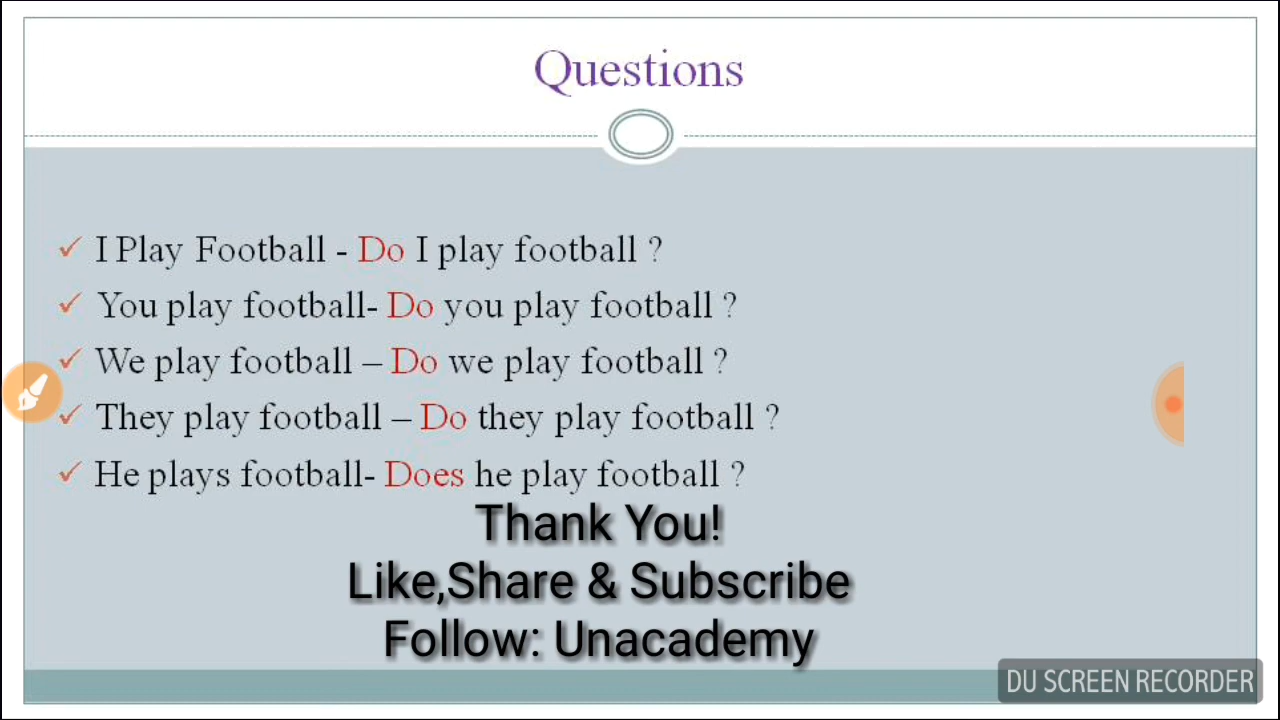 Questions
I Play Football - Do I play football ?
You play football- Do you play football ?
We play football – Do we play football ?
They play football – Do they play football ?
He plays football- Does he play football ?
Thank You!
Like,Share & Subscribe
Follow: Unacademy
DU SCREEN RECORDER